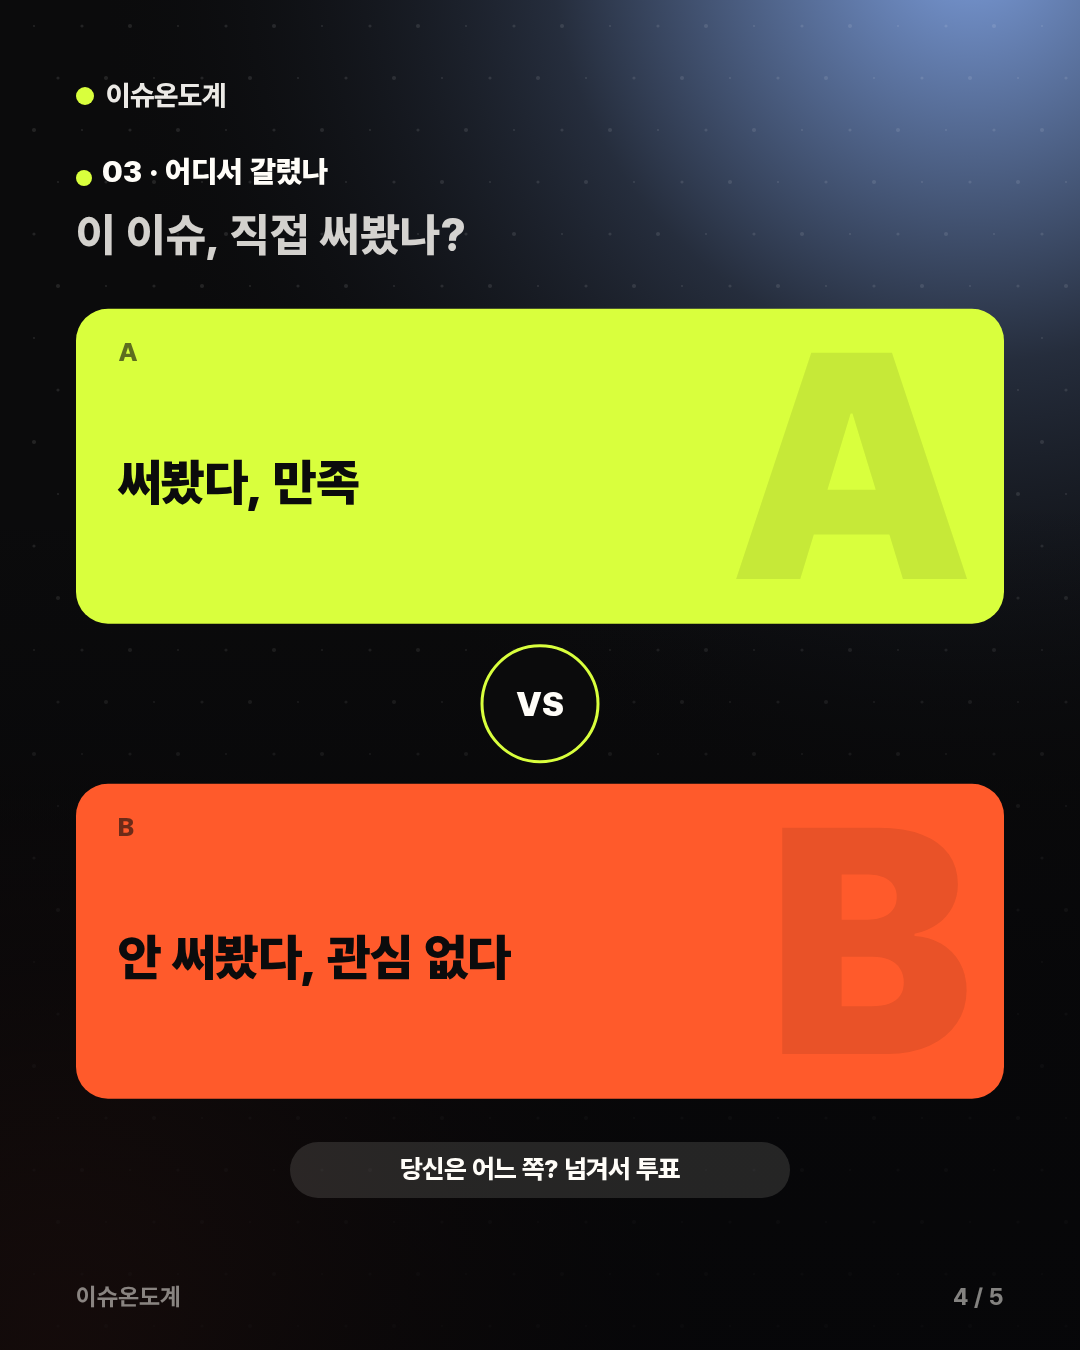 이슈온도계
03 · 어디서 갈렸나
이 이슈, 직접 써봤나?
A
A
써봤다, 만족
VS
B
B
안 써봤다, 관심 없다
당신은 어느 쪽? 넘겨서 투표
이슈온도계
4 / 5